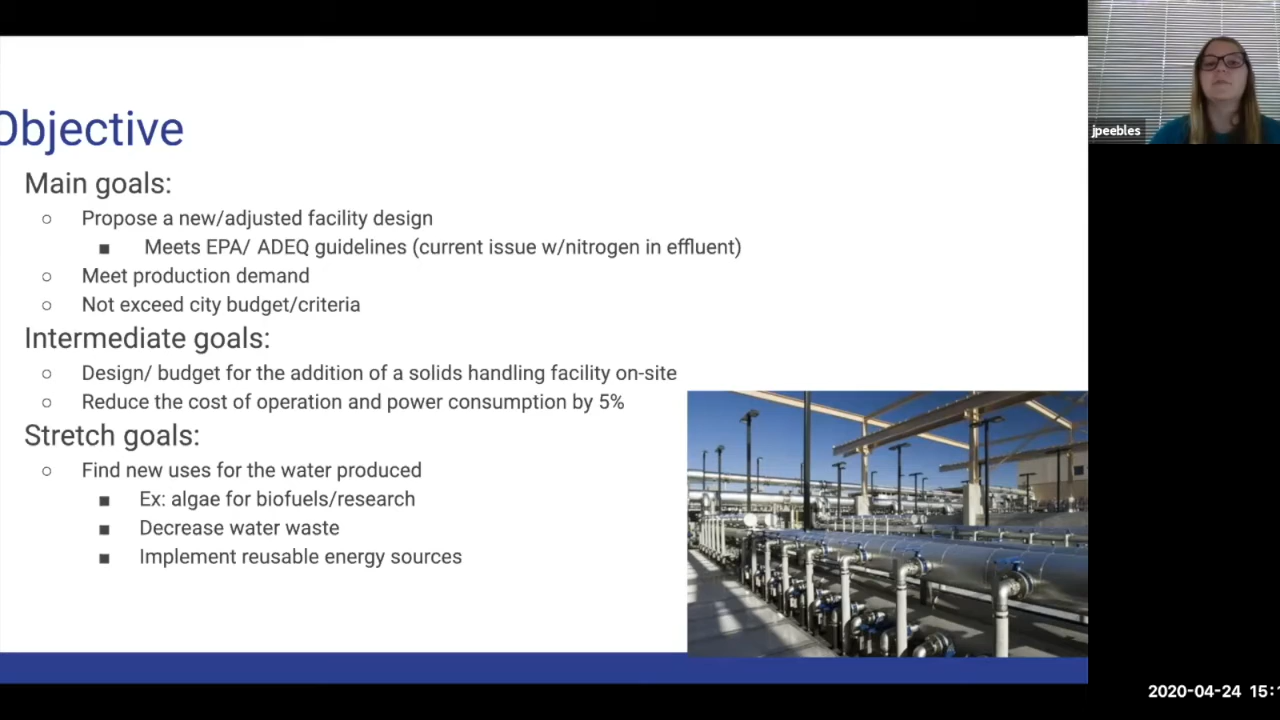 Objective
Main goals:
○ Propose a new/adjusted facility design
■ Meets EPA/ ADEQ guidelines (current issue w/nitrogen in effluent)
○ Meet production demand
○ Not exceed city budget/criteria
Intermediate goals:
○ Design/ budget for the addition of a solids handling facility on-site
○ Reduce the cost of operation and power consumption by 5%
Stretch goals:
○ Find new uses for the water produced
■ Ex: algae for biofuels/research
■ Decrease water waste
■ Implement reusable energy sources
jpeebles
2020-04-24 15: